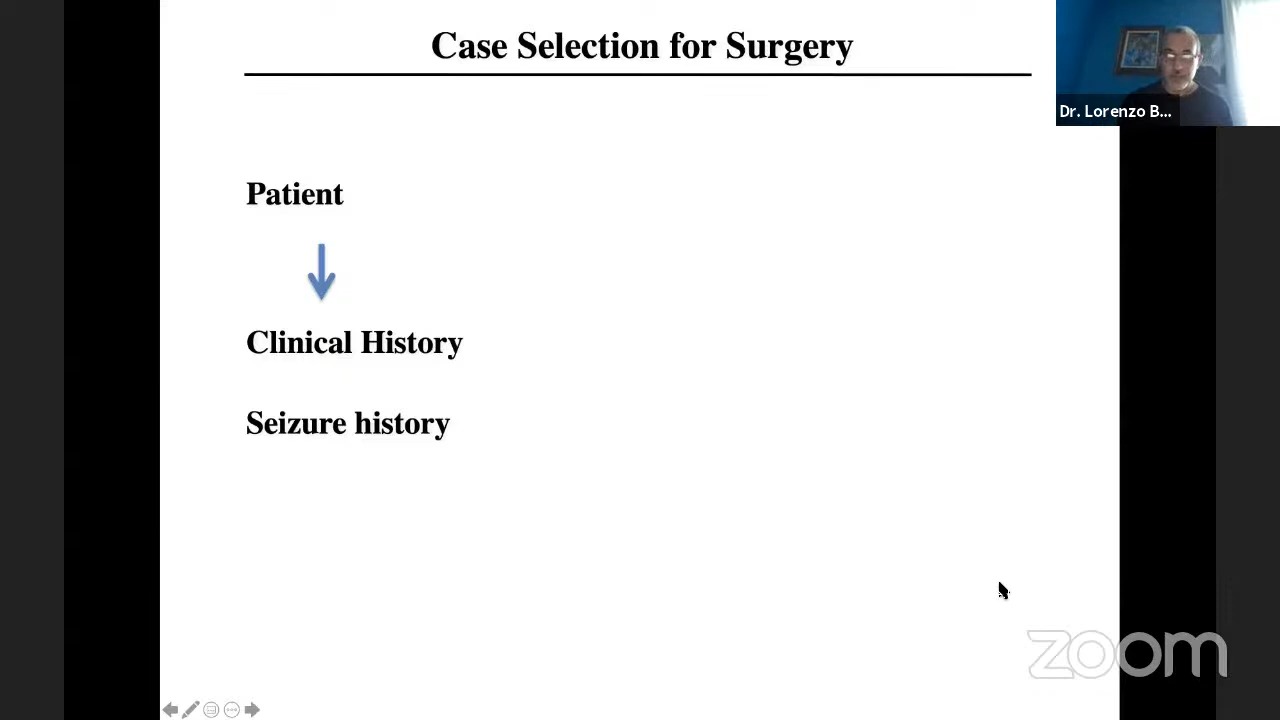 Case Selection for Surgery
Dr. Lorenzo B...
Patient
Clinical History
Seizure history
zoom